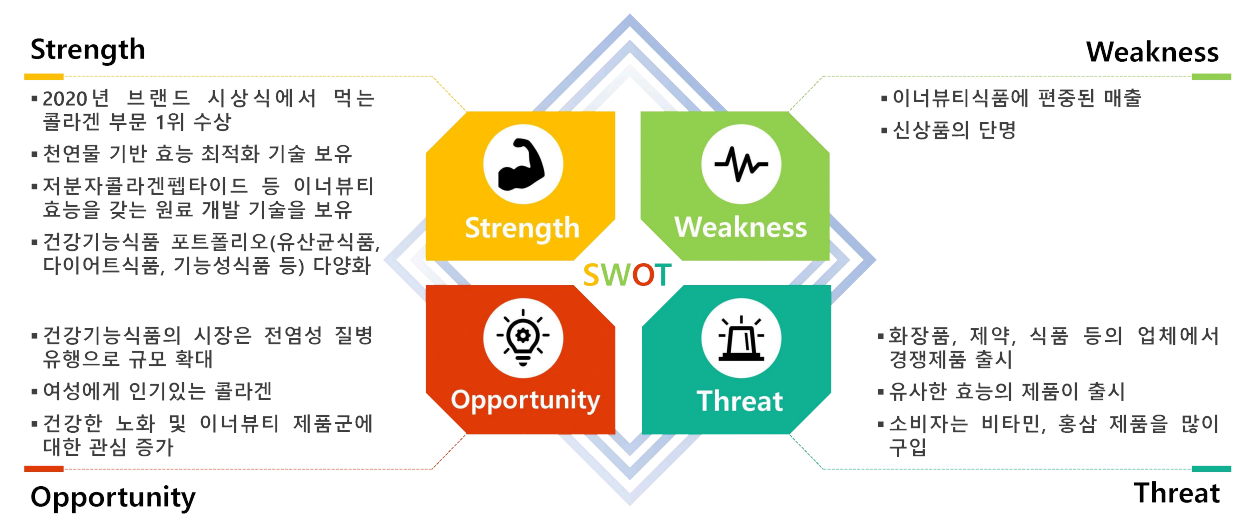 Strength
▪ 2020년 브랜드 시상식에서 먹는
콜라겐 부문 1위 수상
▪ 천연물 기반 효능 최적화 기술 보유
▪ 저분자콜라겐펩타이드 등 이너뷰티
효능을 갖는 원료 개발 기술을 보유
▪ 건강기능식품 포트폴리오(유산균식품,
다이어트식품, 기능성식품 등) 다양화
Weakness
▪ 이너뷰티식품에 편중된 매출
▪ 신상품의 단명
Strength
Weakness
SWOT
Opportunity
Threat
▪ 건강기능식품의 시장은 전염성 질병
유행으로 규모 확대
▪ 여성에게 인기있는 콜라겐
▪ 건강한 노화 및 이너뷰티 제품군에
대한 관심 증가
Opportunity
▪ 화장품, 제약, 식품 등의 업체에서
경쟁제품 출시
▪ 유사한 효능의 제품이 출시
▪ 소비자는 비타민, 홍삼 제품을 많이
구입
Threat